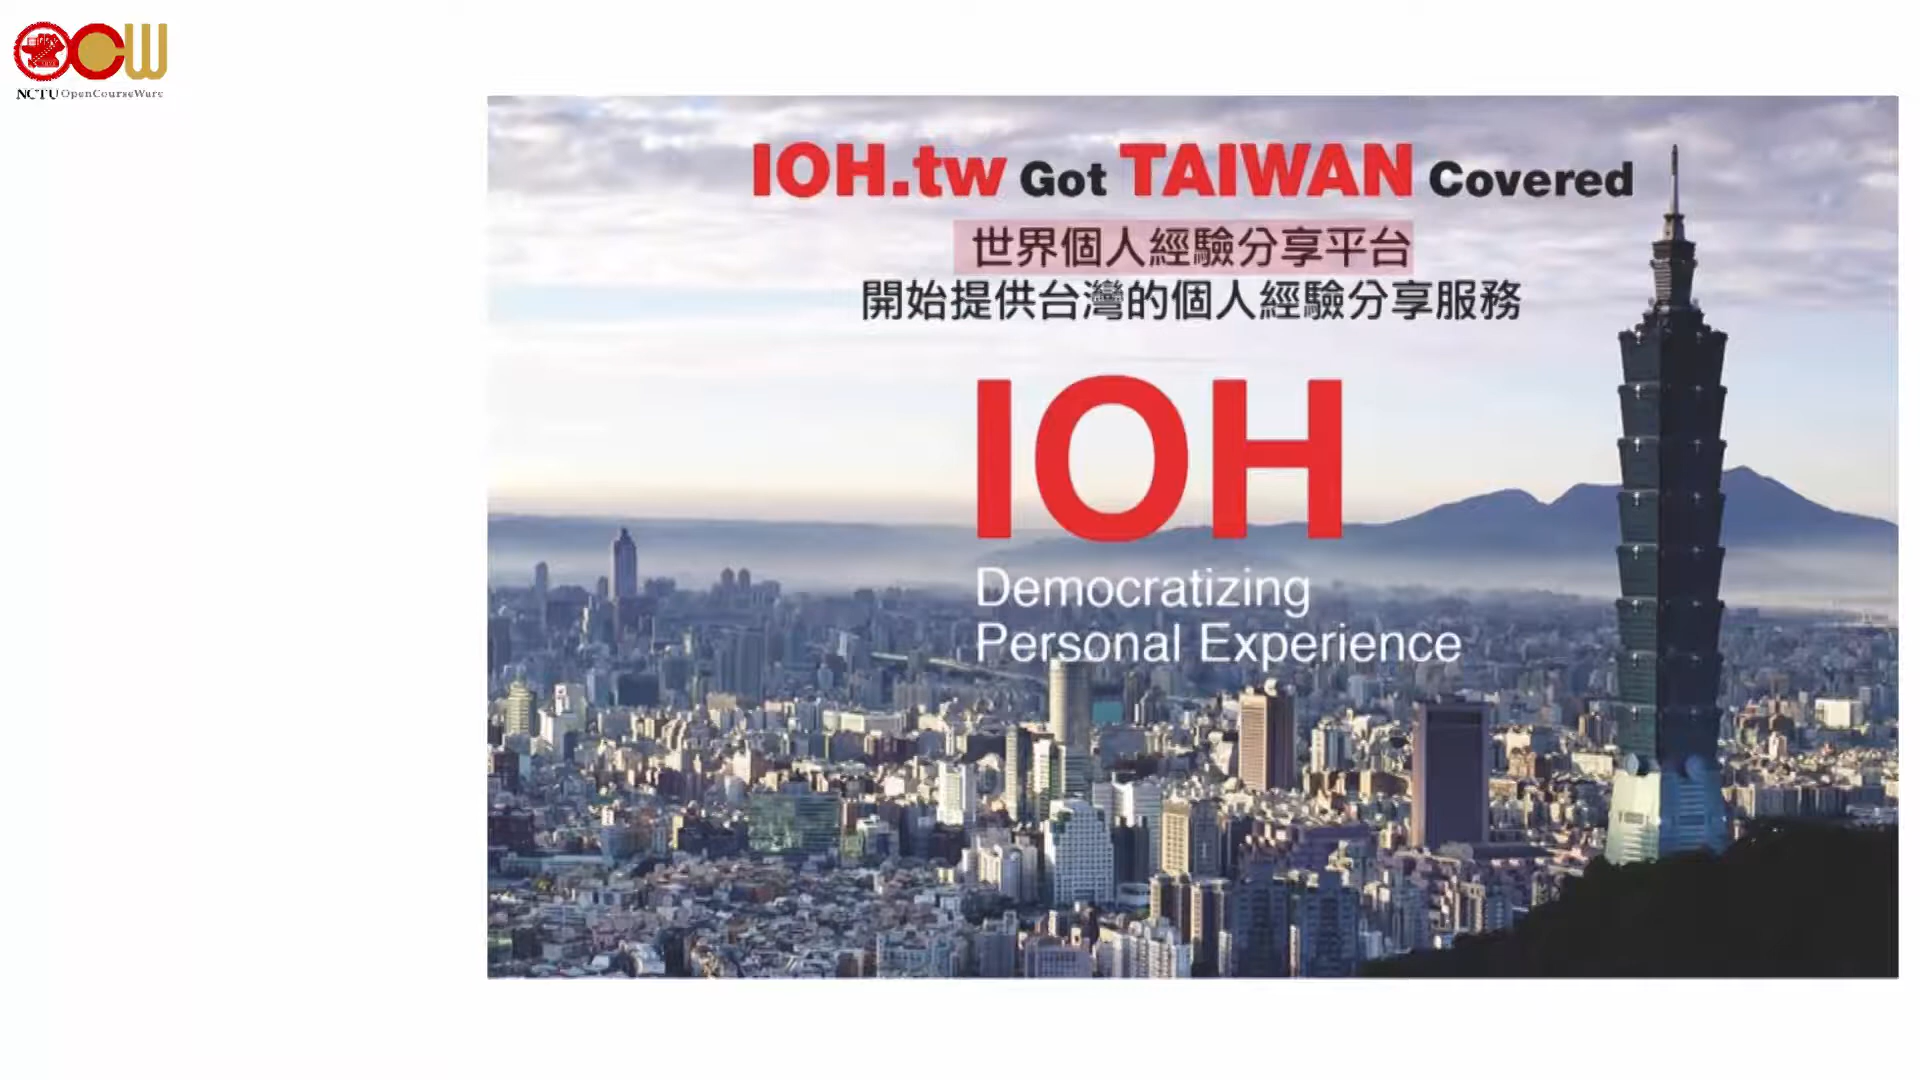 OCW
NCTU OpenCourseWare
IOH.tw Got TAIWAN Covered
世界個人經驗分享平台
開始提供台灣的個人經驗分享服務
IOH
Democratizing
Personal Experience